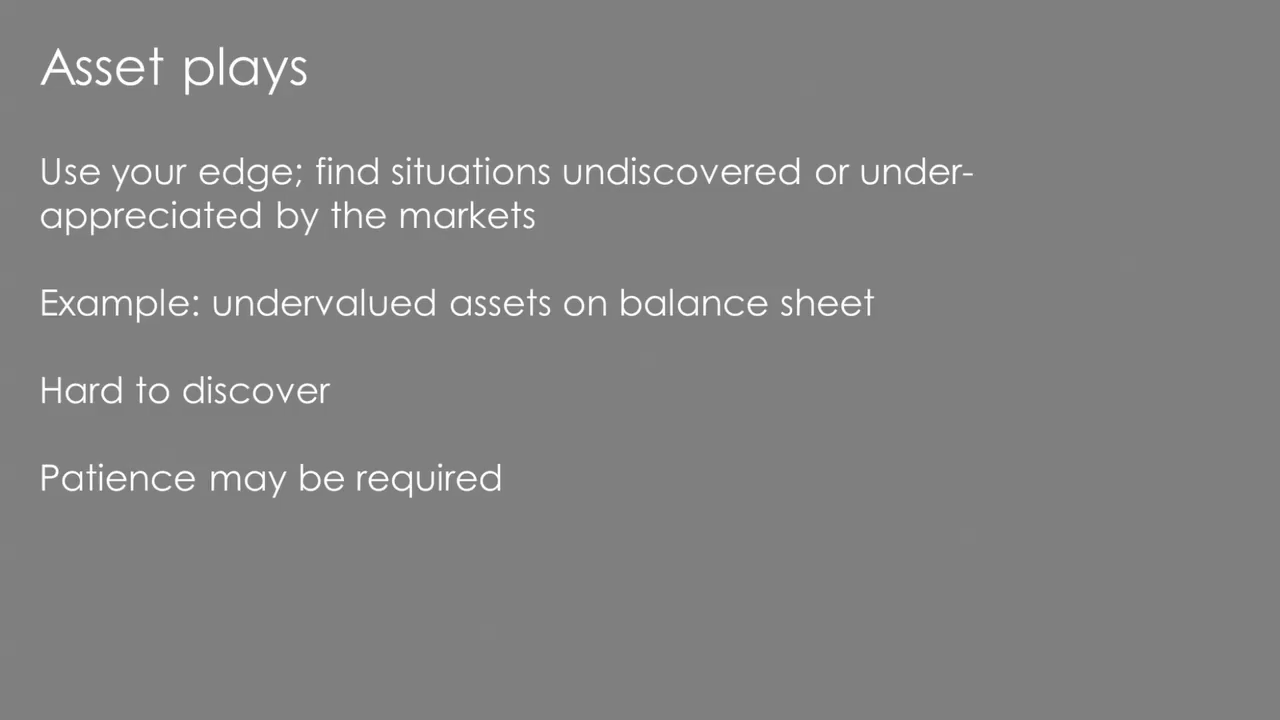 Asset plays
Use your edge; find situations undiscovered or under-
appreciated by the markets
Example: undervalued assets on balance sheet
Hard to discover
Patience may be required